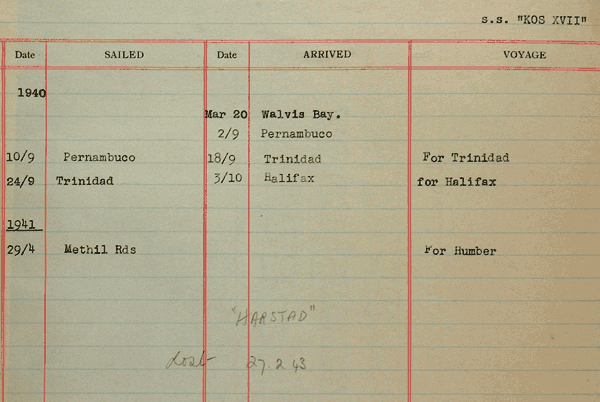 s.s. "KOS XVII"
Date SAILED Date ARRIVED VOYAGE
1940
Mar 20 Walvis Bay.
2/9 Pernambuco
10/9 Pernambuco 18/9 Trinidad For Trinidad
24/9 Trinidad 3/10 Halifax for Halifax
1941
29/4 Methil Rds For Humber
"HARSTAD"
Lost 27.2.43